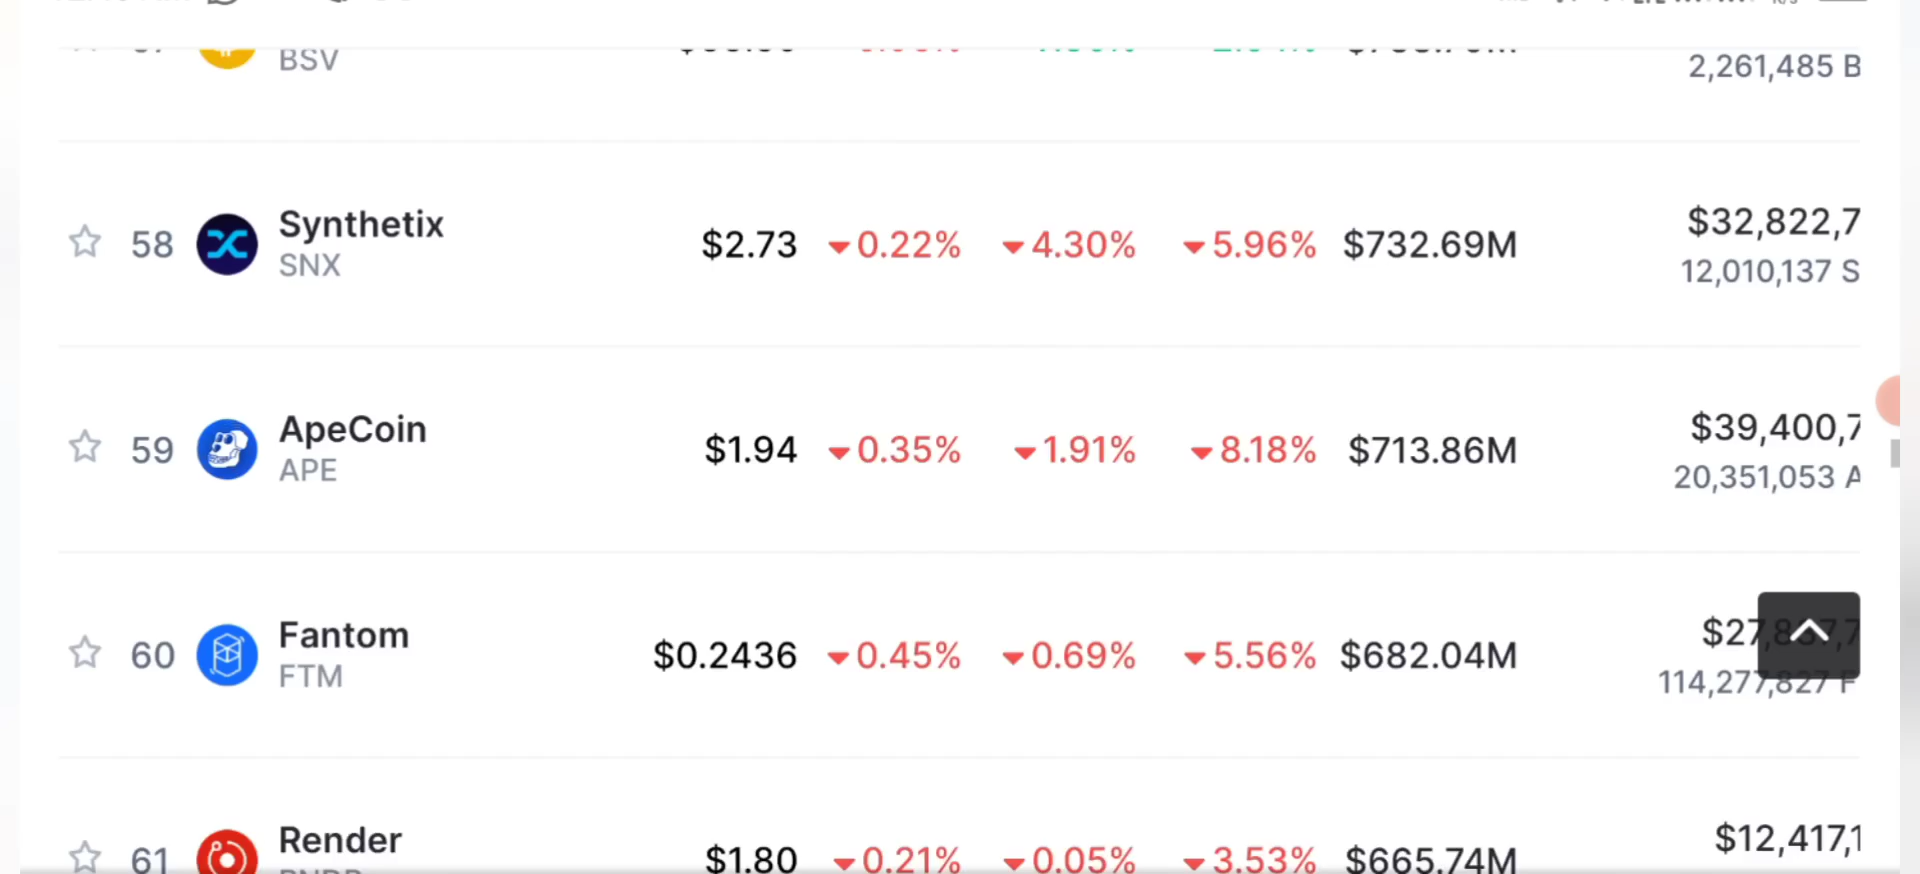 BSV
2,261,485 B
58 Synthetix $2.73 0.22% 4.30% 5.96% $732.69M $32,822,7
SNX 12,010,137 S
59 ApeCoin $1.94 0.35% 1.91% 8.18% $713.86M $39,400,7
APE 20,351,053 A
60 Fantom $0.2436 0.45% 0.69% 5.56% $682.04M
FTM 114,277,827 F
61 Render $1.80 0.21% 0.05% 3.53% $665.74M $12,417,1